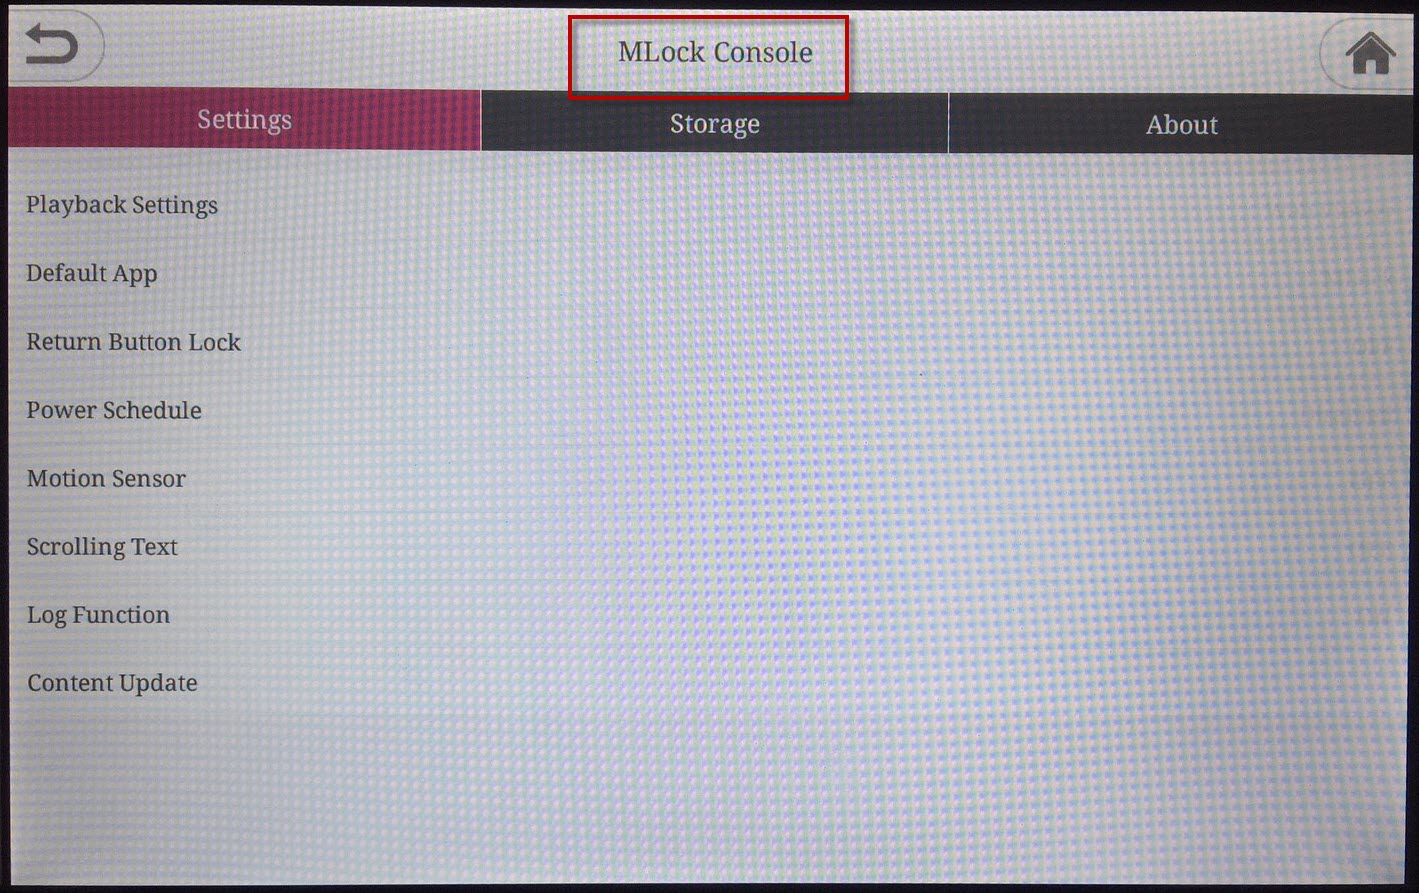 MLock Console
Settings
Storage
About
Playback Settings
Default App
Return Button Lock
Power Schedule
Motion Sensor
Scrolling Text
Log Function
Content Update